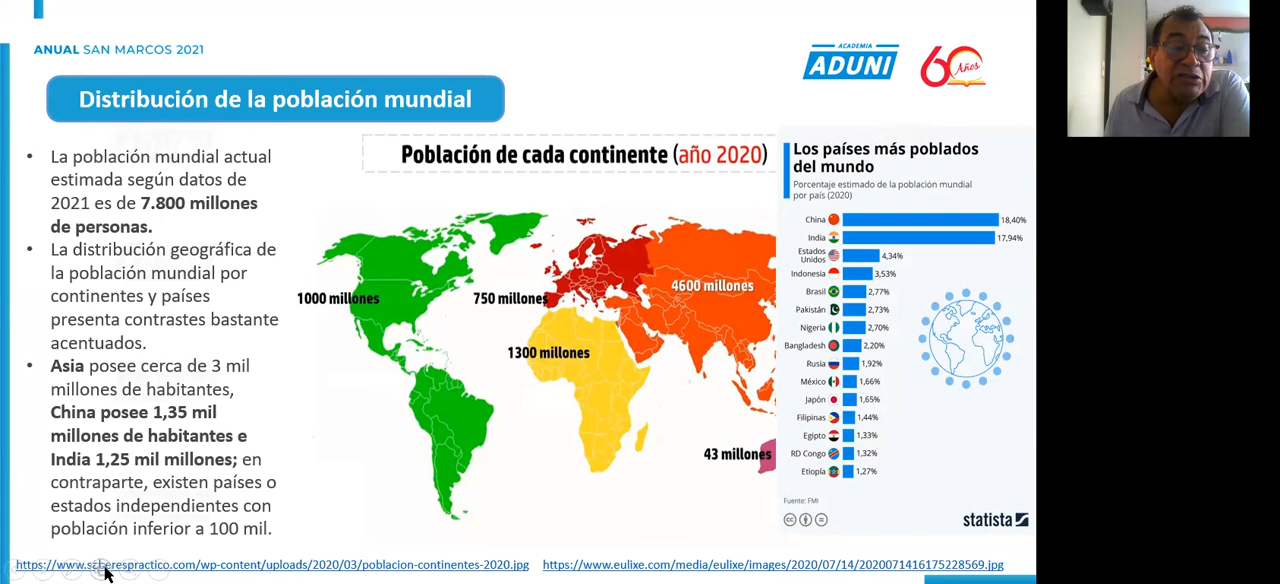 ANUAL SAN MARCOS 2021
ACADEMIA
ADUNI
60 Años
Distribución de la población mundial
• La población mundial actual
estimada según datos de
2021 es de 7.800 millones
de personas.
• La distribución geográfica de
la población mundial por
continentes y países
presenta contrastes bastante
acentuados.
• Asia posee cerca de 3 mil
millones de habitantes,
China posee 1,35 mil
millones de habitantes e
India 1,25 mil millones; en
contraparte, existen países o
estados independientes con
población inferior a 100 mil.
Población de cada continente (año 2020)
1000 millones
750 millones
4600 millones
1300 millones
43 millones
Los países más poblados
del mundo
Porcentaje estimado de la población mundial
por país (2020)
China 18,40%
India 17,94%
Estados
Unidos 4,34%
Indonesia 3,53%
Brasil 2,77%
Pakistán 2,73%
Nigeria 2,70%
Bangladesh 2,20%
Rusia 1,92%
México 1,66%
Japón 1,65%
Filipinas 1,44%
Egipto 1,33%
RD Congo 1,32%
Etiopía 1,27%
Fuente: FMI
statista
https://www.scherespractico.com/wp-content/uploads/2020/03/poblacion-continentes-2020.jpg
https://www.eulixe.com/media/eulixe/images/2020/07/14/2020071416175228569.jpg